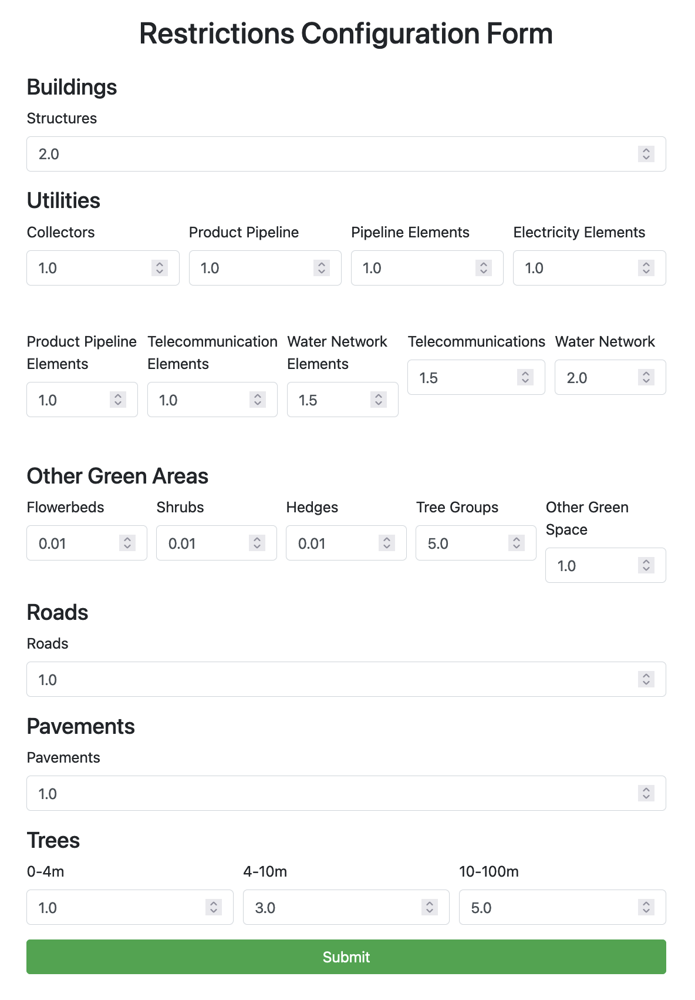 Restrictions Configuration Form
Buildings
Structures
2.0
Utilities
Collectors
1.0
Product Pipeline
1.0
Pipeline Elements
1.0
Electricity Elements
1.0
Product Pipeline
Elements
1.0
Telecommunication
Elements
1.0
Water Network
Elements
1.5
Telecommunications
1.5
Water Network
2.0
Other Green Areas
Flowerbeds
0.01
Shrubs
0.01
Hedges
0.01
Tree Groups
5.0
Other Green
Space
1.0
Roads
Roads
1.0
Pavements
Pavements
1.0
Trees
0-4m
1.0
4-10m
3.0
10-100m
5.0
Submit